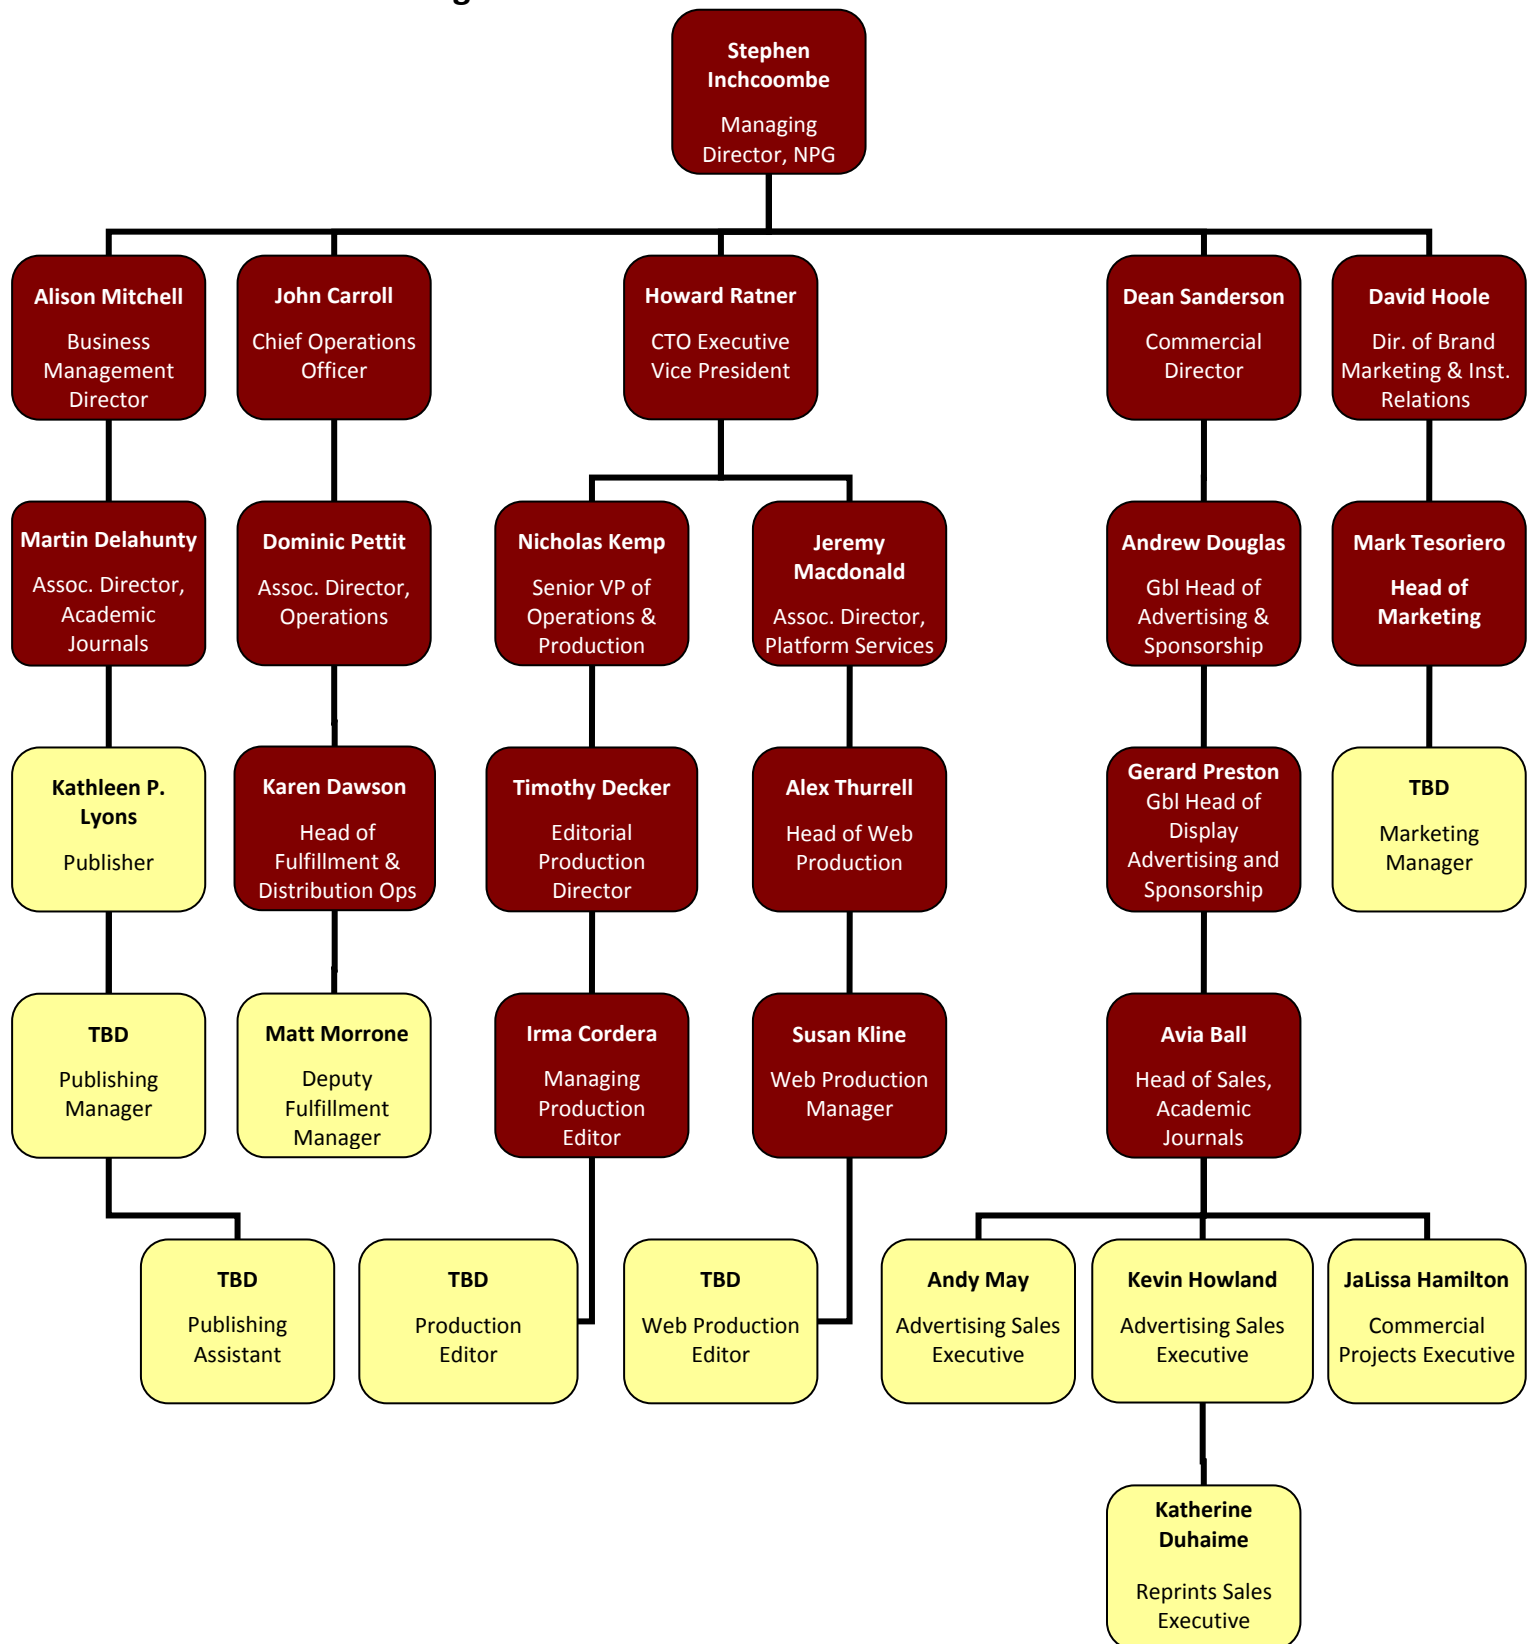 Stephen
Inchcoombe
Managing
Director, NPG
Alison Mitchell
Business
Management
Director
John Carroll
Chief Operations
Officer
Howard Ratner
CTO Executive
Vice President
Dean Sanderson
Commercial
Director
David Hoole
Dir. of Brand
Marketing & Inst.
Relations
Martin Delahunty
Assoc. Director,
Academic
Journals
Dominic Pettit
Assoc. Director,
Operations
Nicholas Kemp
Senior VP of
Operations &
Production
Jeremy
Macdonald
Assoc. Director,
Platform Services
Andrew Douglas
Gbl Head of
Advertising &
Sponsorship
Mark Tesoriero
Head of
Marketing
Kathleen P.
Lyons
Publisher
Karen Dawson
Head of
Fulfillment &
Distribution Ops
Timothy Decker
Editorial
Production
Director
Alex Thurrell
Head of Web
Production
Gerard Preston
Gbl Head of
Display
Advertising and
Sponsorship
TBD
Marketing
Manager
TBD
Publishing
Manager
Matt Morrone
Deputy
Fulfillment
Manager
Irma Cordera
Managing
Production
Editor
Susan Kline
Web Production
Manager
Avia Ball
Head of Sales,
Academic
Journals
TBD
Publishing
Assistant
TBD
Production
Editor
TBD
Web Production
Editor
Andy May
Advertising Sales
Executive
Kevin Howland
Advertising Sales
Executive
JaLissa Hamilton
Commercial
Projects Executive
Katherine
Duhaime
Reprints Sales
Executive